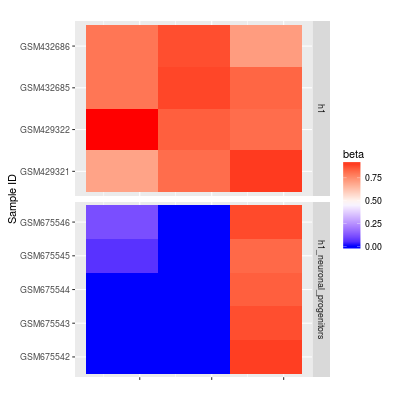 Sample ID
GSM432686
GSM432685
GSM429322
GSM429321
h1
GSM675546
GSM675545
GSM675544
GSM675543
GSM675542
h1_neuronal_progenitors
beta
0.75
0.50
0.25
0.00